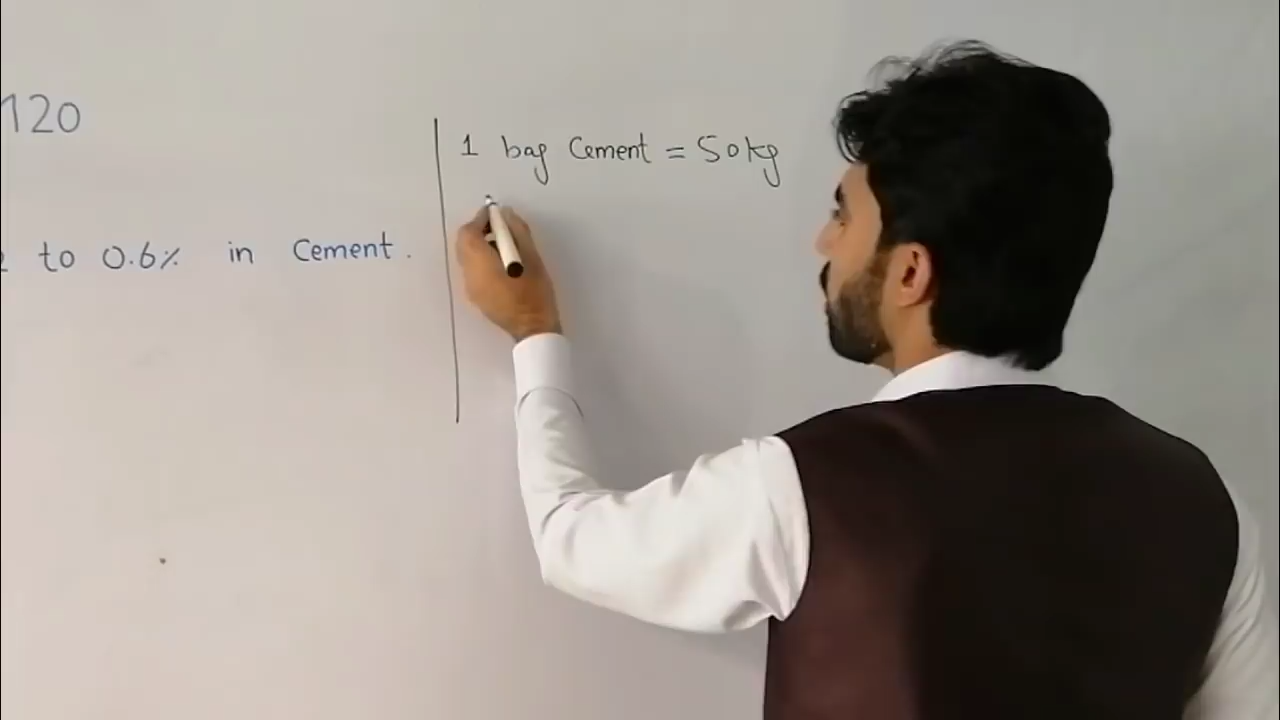 120
to 0.6% in Cement.
1 bag Cement = 50kg